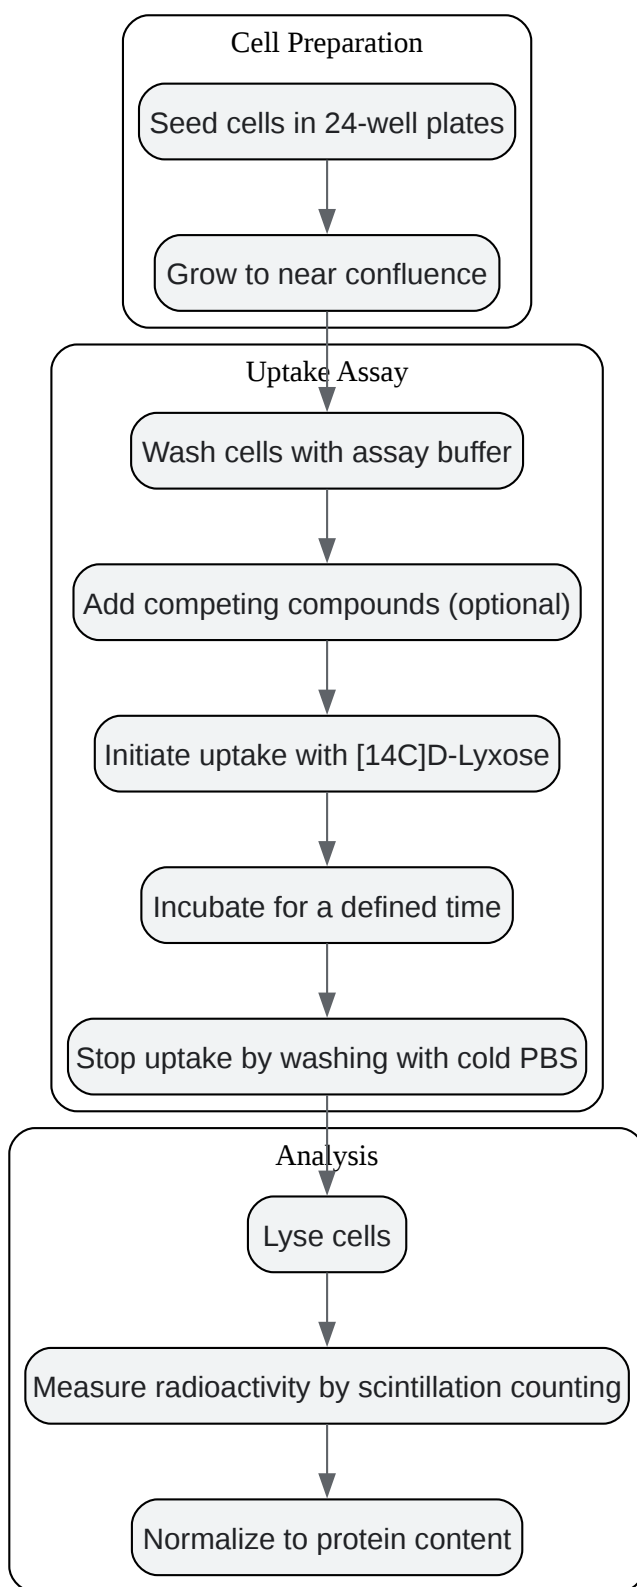 Cell Preparation
Seed cells in 24-well plates
Grow to near confluence
Uptake Assay
Wash cells with assay buffer
Add competing compounds (optional)
Initiate uptake with [14C]D-Lyxose
Incubate for a defined time
Stop uptake by washing with cold PBS
Analysis
Lyse cells
Measure radioactivity by scintillation counting
Normalize to protein content